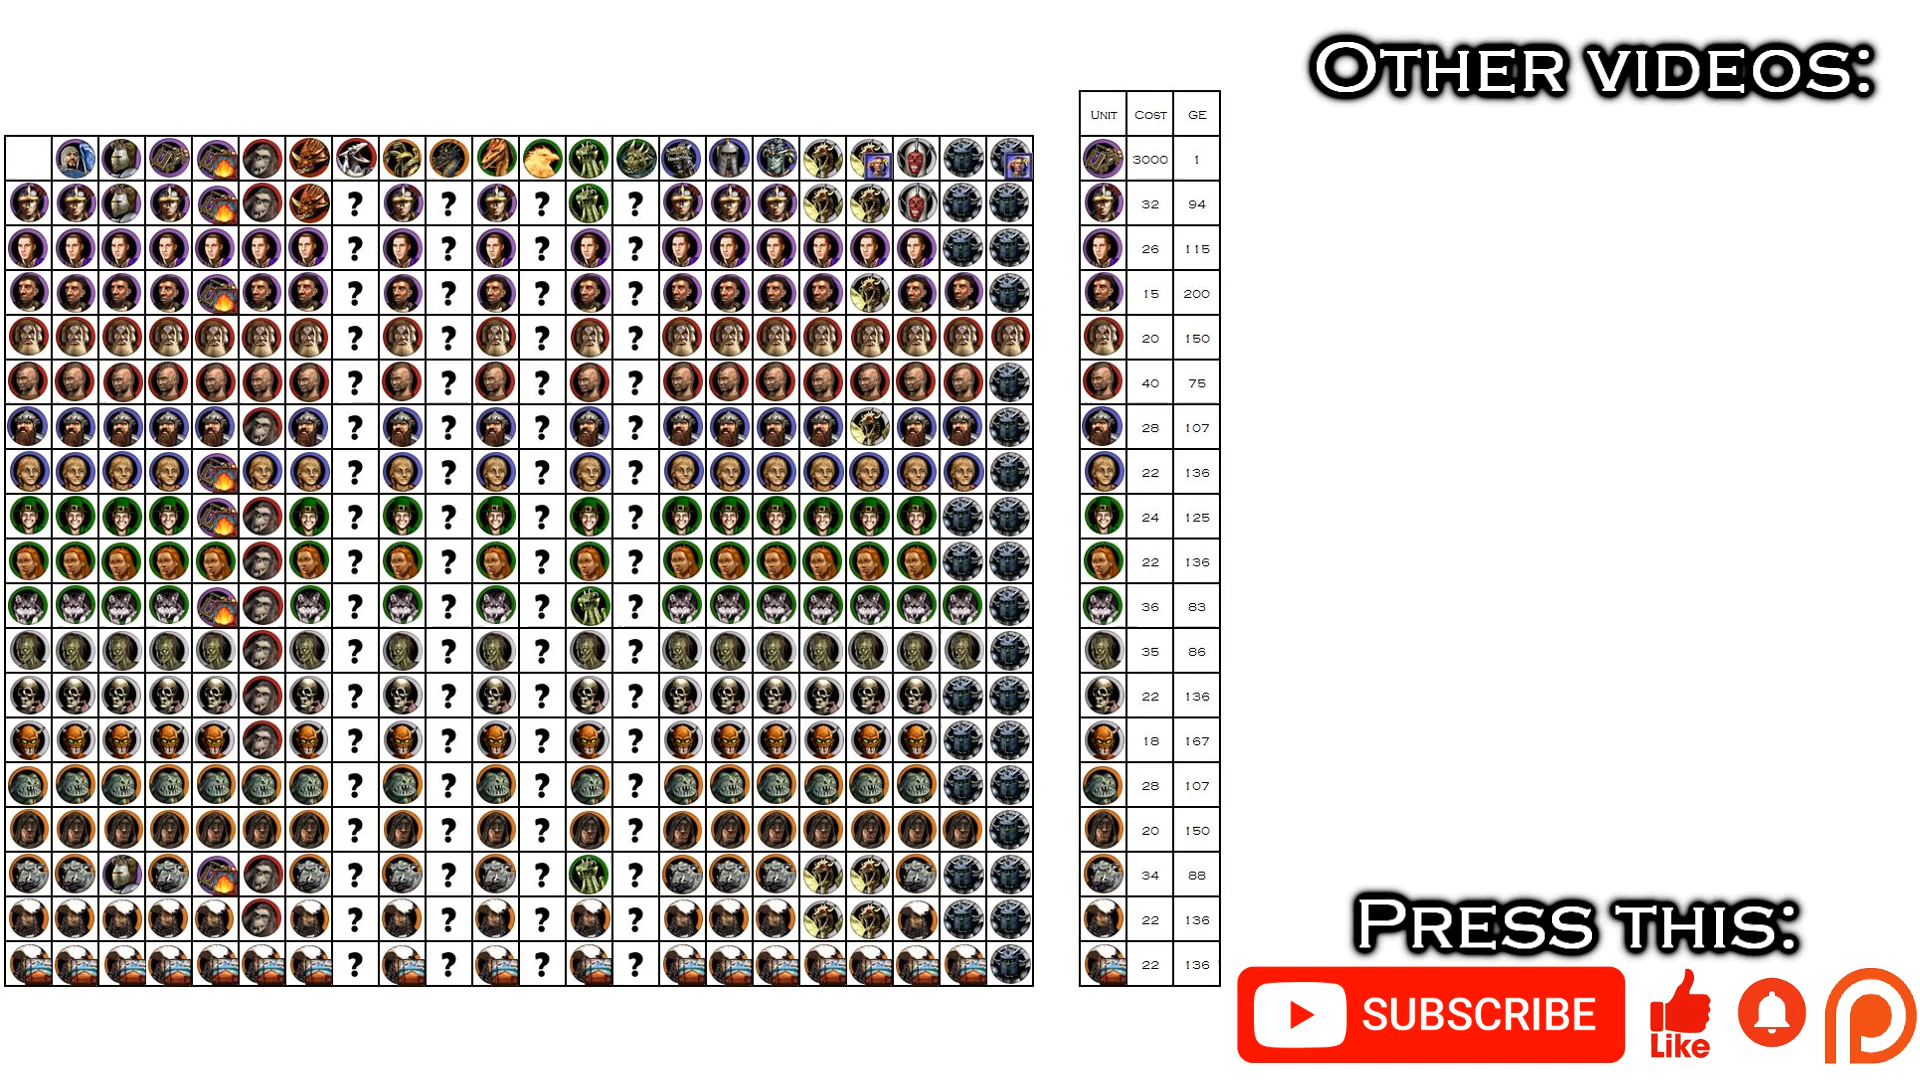 OTHER VIDEOS:
UNIT COST GE
3000 1
? ? ? ? 32 94
? ? ? ? 26 115
? ? ? ? 15 200
? ? ? ? 20 150
? ? ? ? 40 75
? ? ? ? 28 107
? ? ? ? 22 136
? ? ? ? 24 125
? ? ? ? 22 136
? ? ? ? 36 83
? ? ? ? 35 86
? ? ? ? 22 136
? ? ? ? 18 167
? ? ? ? 28 107
? ? ? ? 20 150
? ? ? ? 34 88
? ? ? ? 22 136
? ? ? ? 22 136
PRESS THIS:
SUBSCRIBE
Like